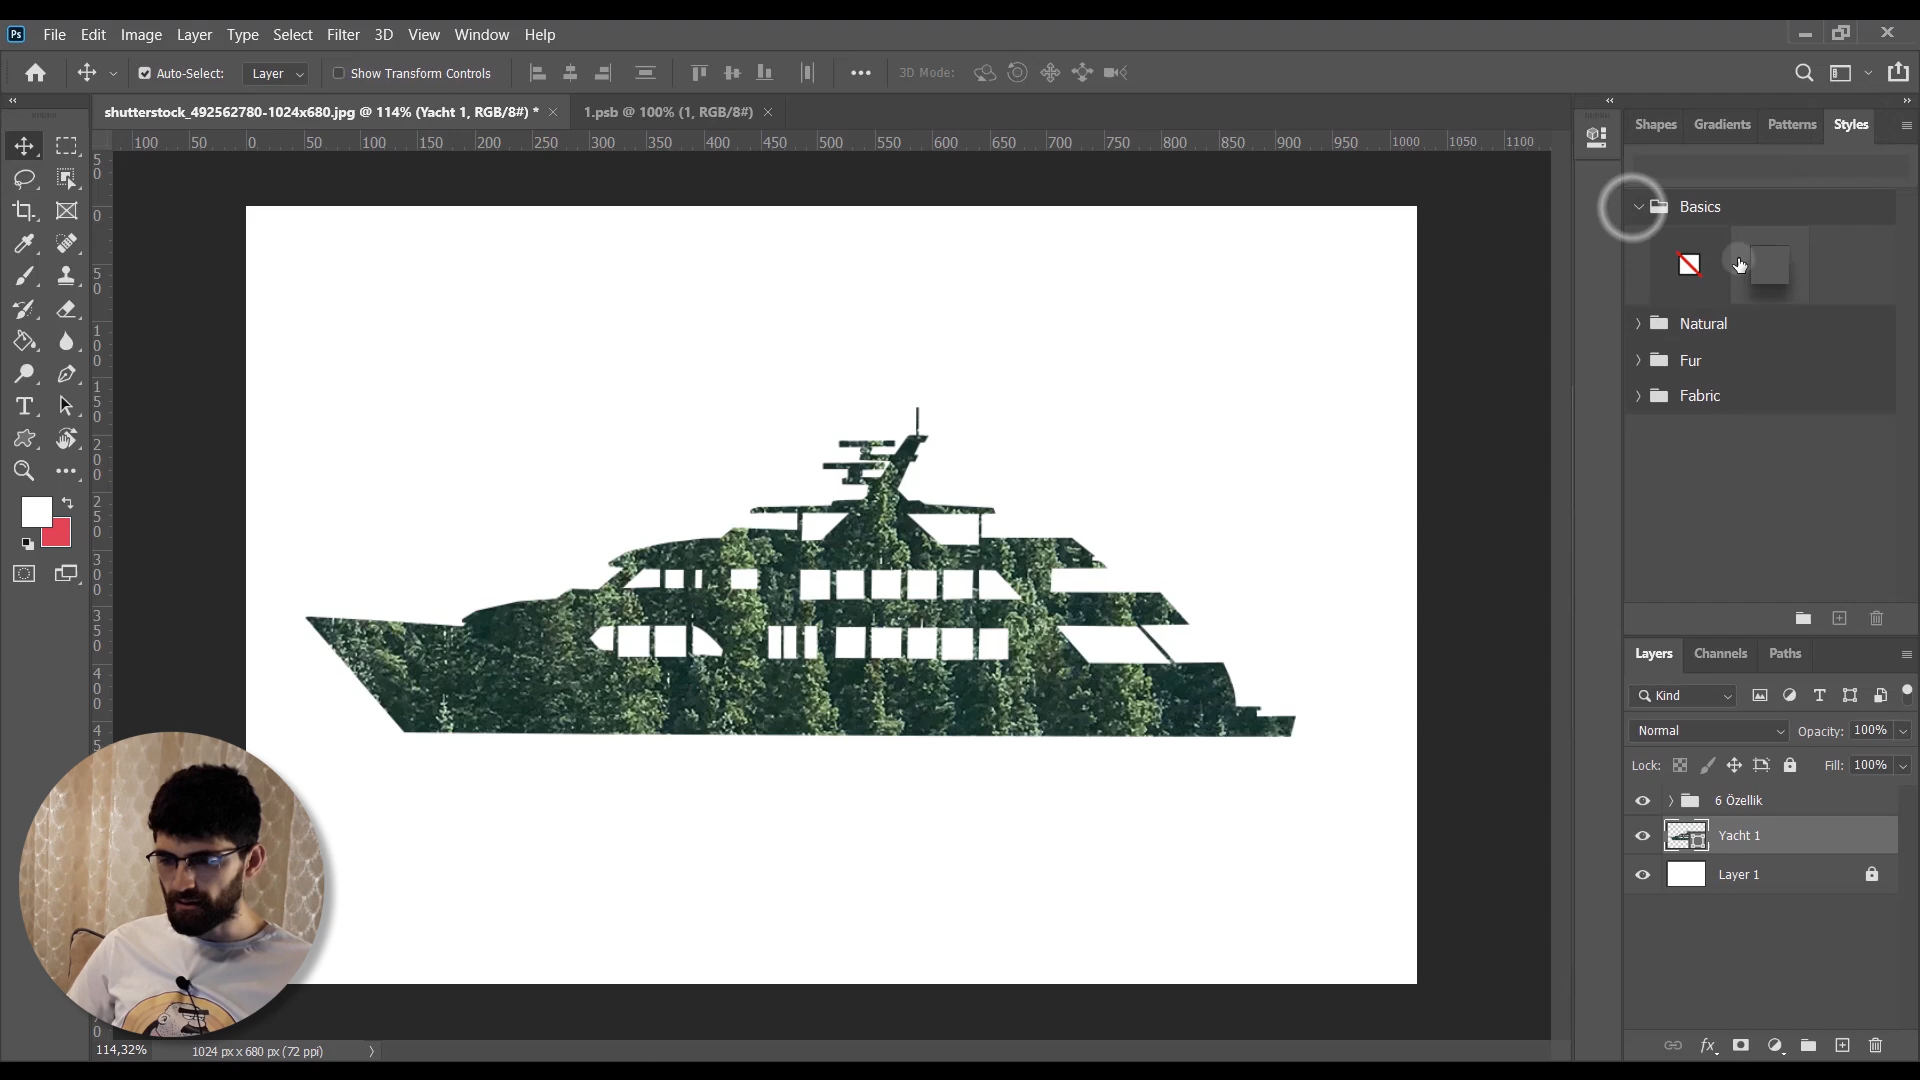 Ps File Edit Image Layer Type Select Filter 3D View Window Help
Auto-Select: Layer Show Transform Controls 3D Mode:
shutterstock_492562780-1024x680.jpg @ 114% (Yacht 1, RGB/8#) * 1.psb @ 100% (1, RGB/8#)
100 50 0 50 100 150 200 250 300 350 400 450 500 550 600 650 700 750 800 850 900 950 1000 1050 1100
Shapes Gradients Patterns Styles
Basics
Natural
Fur
Fabric
Layers Channels Paths
Kind
Normal Opacity: 100%
Lock: Fill: 100%
6 Özellik
Yacht 1
Layer 1
fx
114,32% 1024 px x 680 px (72 ppi)